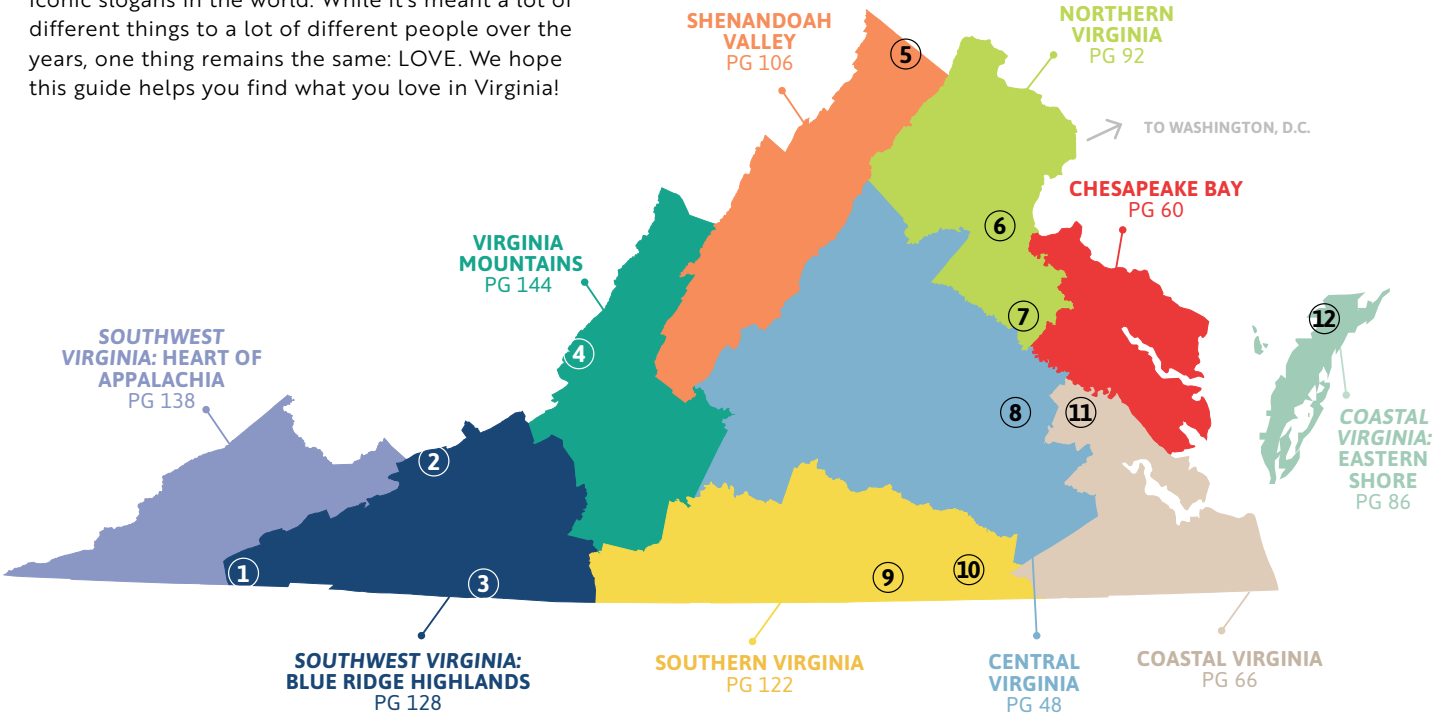 iconic slogans in the world. While it's meant a lot of
different things to a lot of different people over the
years, one thing remains the same: LOVE. We hope
this guide helps you find what you love in Virginia!
SHENANDOAH
VALLEY
PG 106
5
NORTHERN
VIRGINIA
PG 92
TO WASHINGTON, D.C.
CHESAPEAKE BAY
PG 60
6
VIRGINIA
MOUNTAINS
PG 144
7
12
SOUTHWEST
VIRGINIA: HEART OF
APPALACHIA
PG 138
4
8
11
COASTAL
VIRGINIA:
EASTERN
SHORE
PG 86
2
1
3
9
10
SOUTHWEST VIRGINIA:
BLUE RIDGE HIGHLANDS
PG 128
SOUTHERN VIRGINIA
PG 122
CENTRAL
VIRGINIA
PG 48
COASTAL VIRGINIA
PG 66